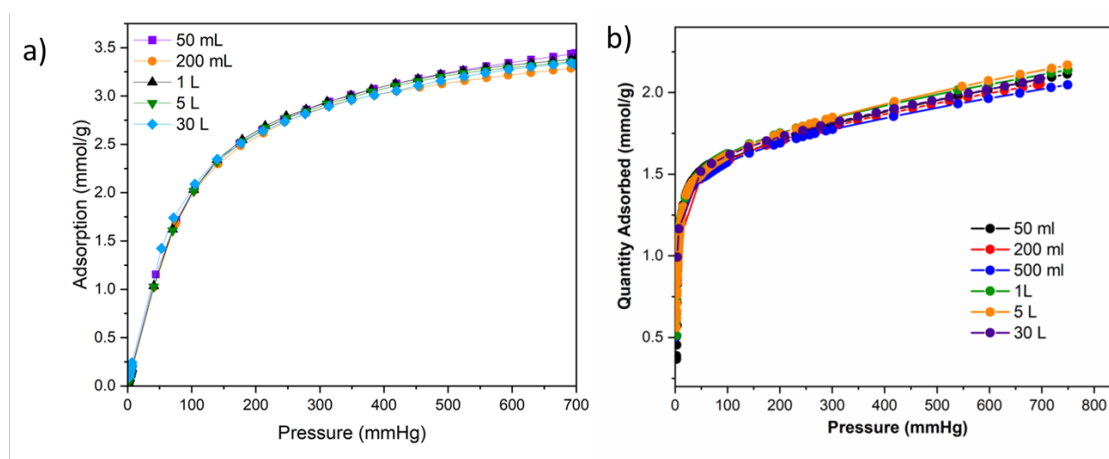 a)
50 mL
200 mL
1 L
5 L
30 L
Adsorption (mmol/g)
3.5
3.0
2.5
2.0
1.5
1.0
0.5
0.0
0 100 200 300 400 500 600 700
Pressure (mmHg)
b)
Quantity Adsorbed (mmol/g)
2.0
1.5
1.0
0.5
50 ml
200 ml
500 ml
1L
5 L
30 L
0 100 200 300 400 500 600 700 800
Pressure (mmHg)